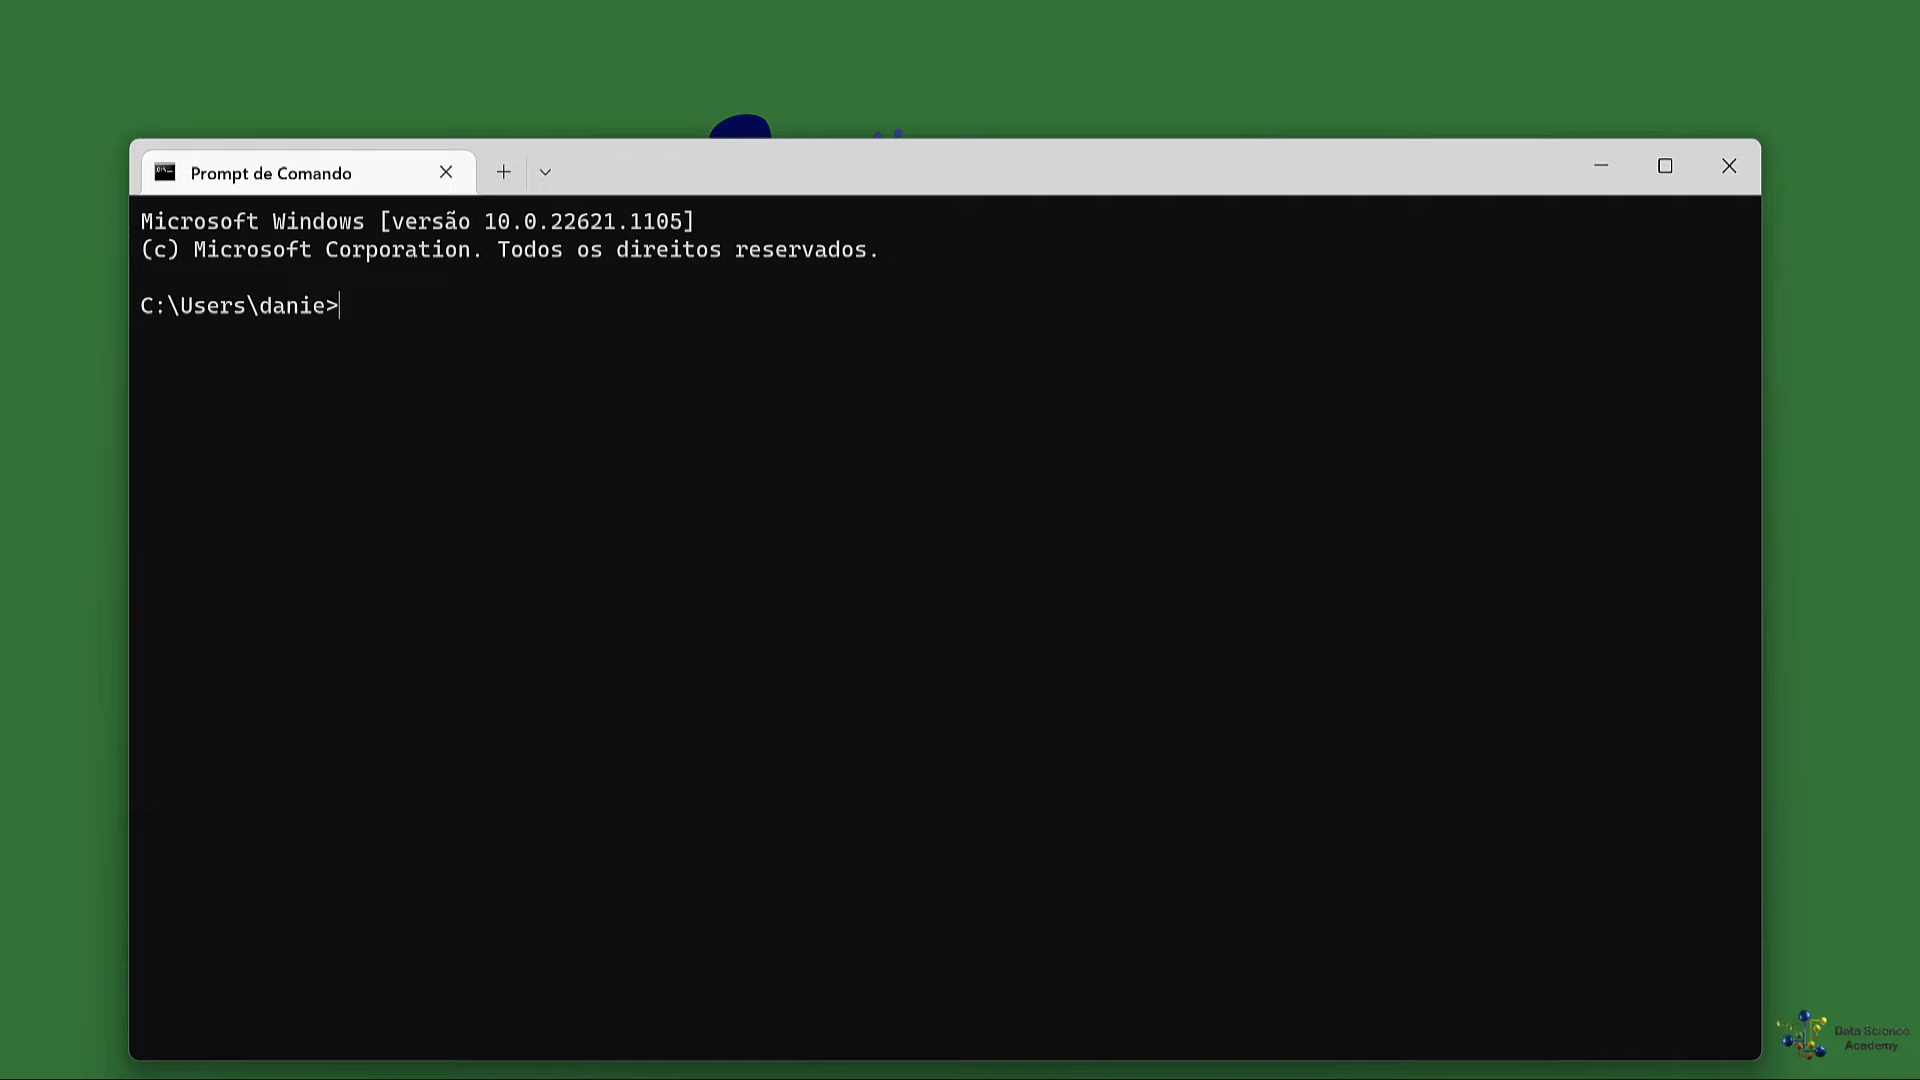 Prompt de Comando
Microsoft Windows [versão 10.0.22621.1105]
(c) Microsoft Corporation. Todos os direitos reservados.
C:\Users\danie>
Data Science
Academy